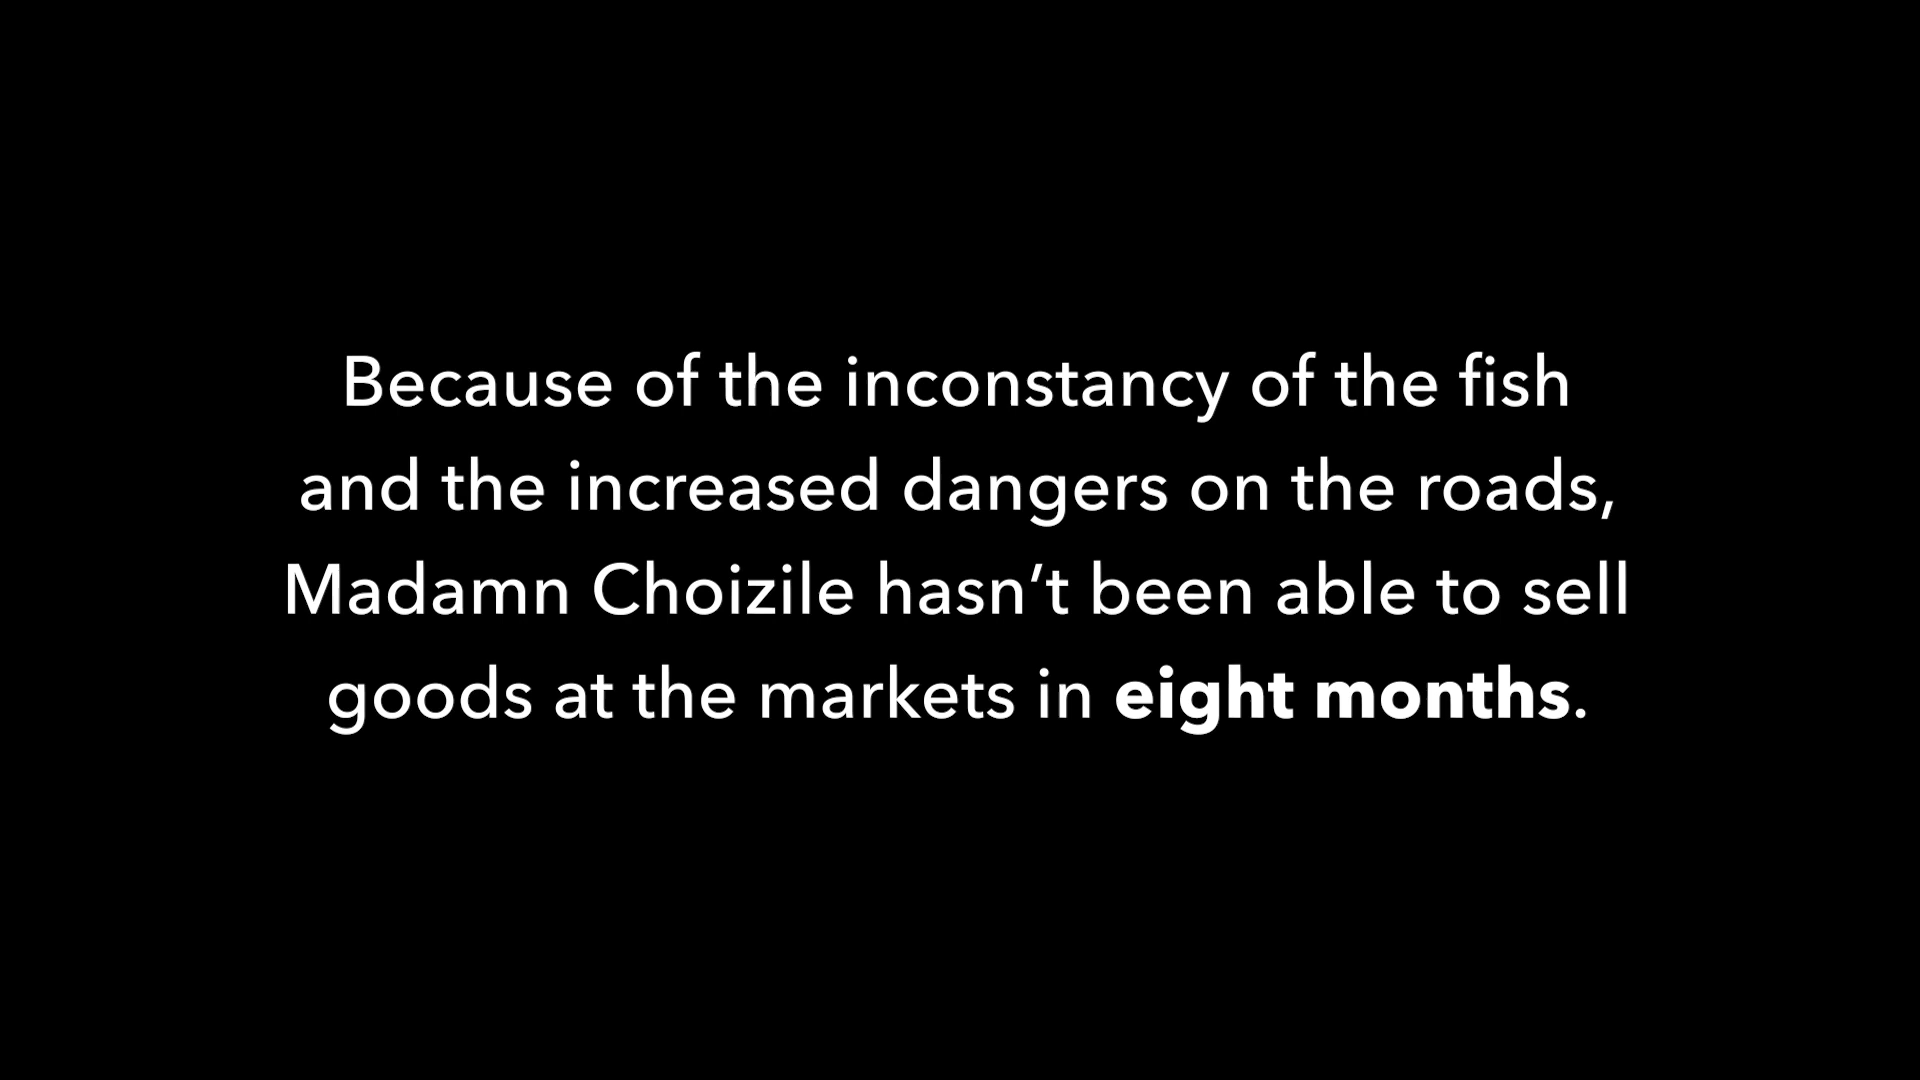 Because of the inconstancy of the fish
and the increased dangers on the roads,
Madamn Choizile hasn’t been able to sell
goods at the markets in eight months.